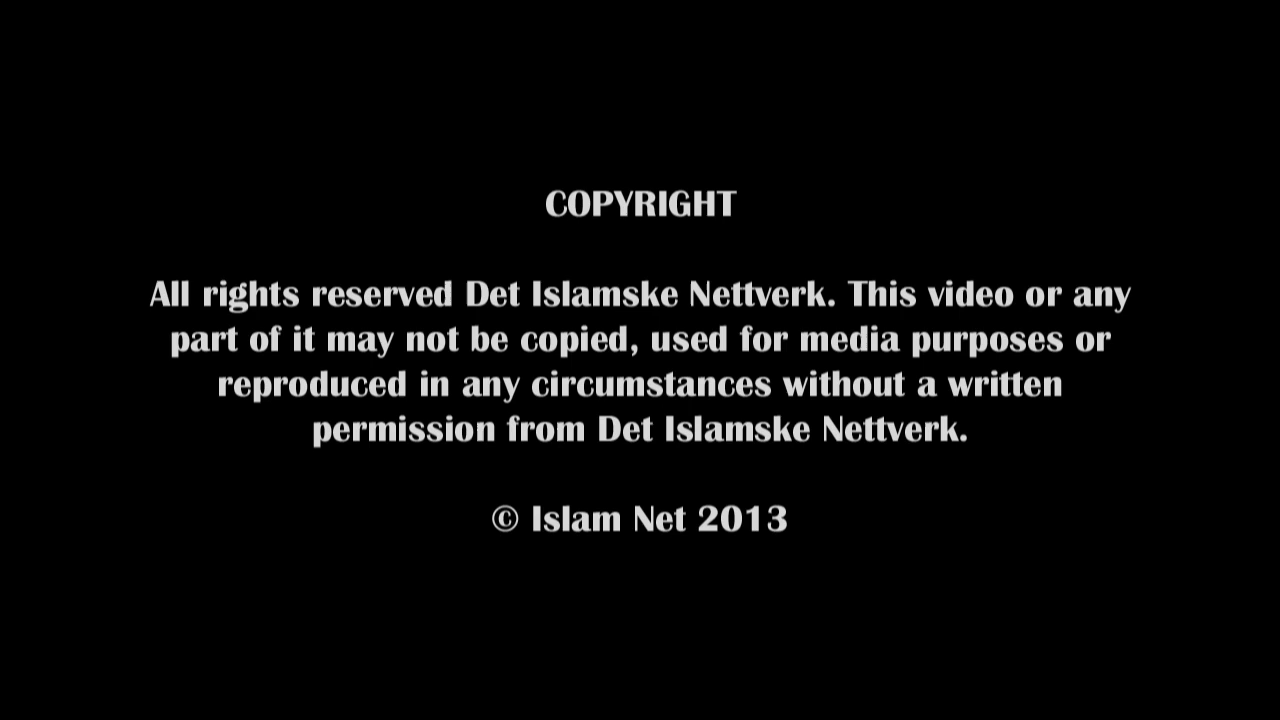 COPYRIGHT
All rights reserved Det Islamske Nettverk. This video or any
part of it may not be copied, used for media purposes or
reproduced in any circumstances without a written
permission from Det Islamske Nettverk.
© Islam Net 2013